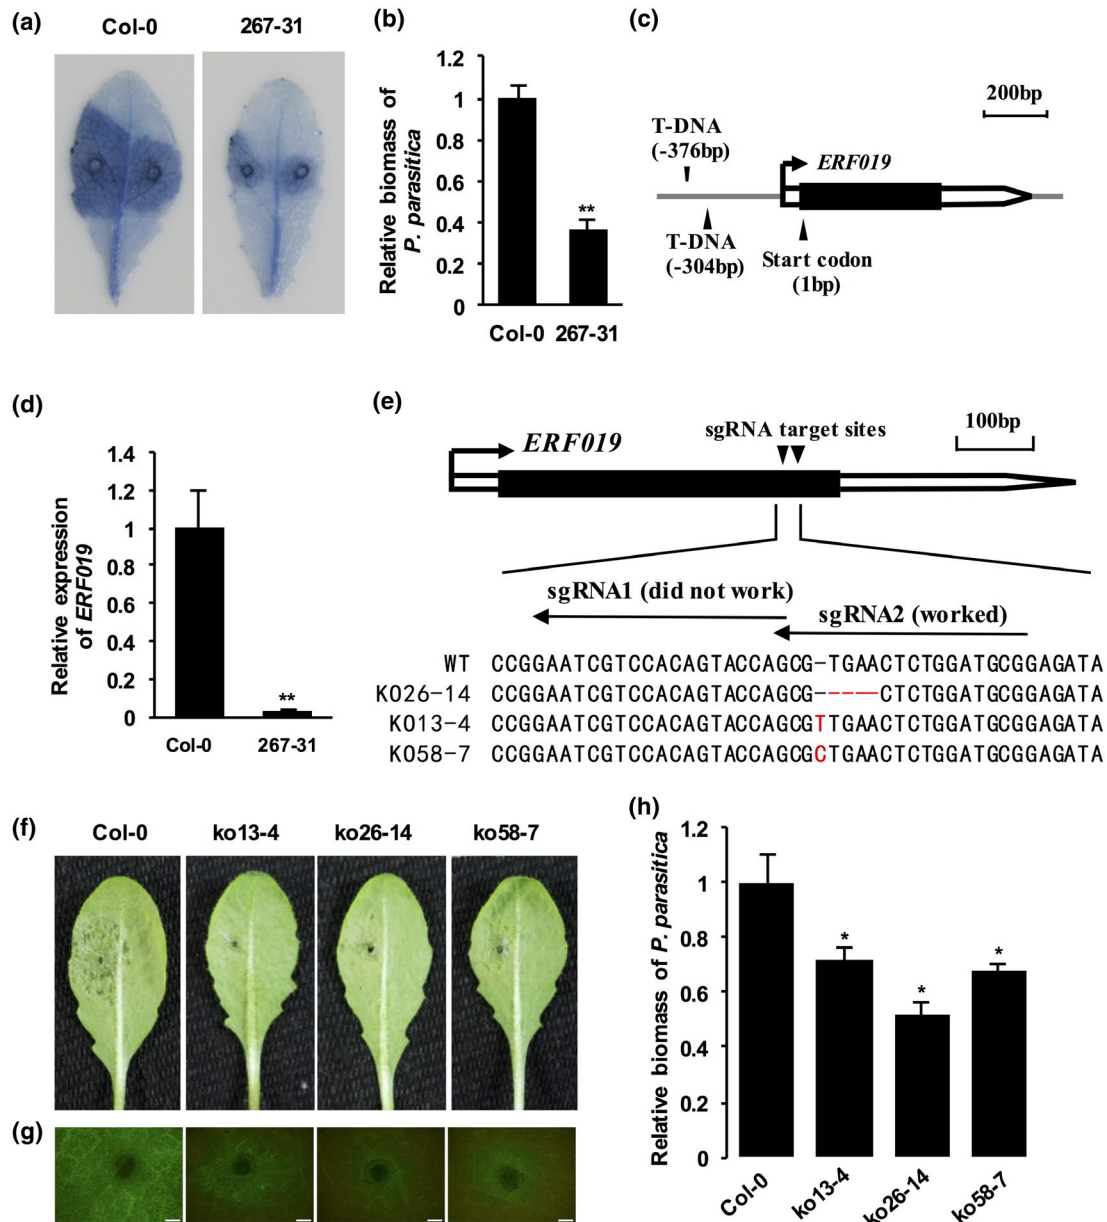 (a)
Col-0
267-31
(b)
Relative biomass of
P. parasitica
1.2
1
0.8
0.6
0.4
0.2
0
**
Col-0
267-31
(c)
200bp
T-DNA
(-376bp)
ERF019
T-DNA
(-304bp)
Start codon
(1bp)
(d)
Relative expression
of ERF019
1.4
1.2
1
0.8
0.6
0.4
0.2
0
**
Col-0
267-31
(e)
ERF019
sgRNA target sites
100bp
sgRNA1 (did not work)
sgRNA2 (worked)
WT CCGGAATCGTCCACAGTACCAGCG-TGAACTCTGGATGCGGAGATA
KO26-14 CCGGAATCGTCCACAGTACCAGCG-----CTCTGGATGCGGAGATA
KO13-4 CCGGAATCGTCCACAGTACCAGCGTTGAACTCTGGATGCGGAGATA
KO58-7 CCGGAATCGTCCACAGTACCAGCGCTGAACTCTGGATGCGGAGATA
(f)
Col-0
ko13-4
ko26-14
ko58-7
(g)
(h)
Relative biomass of P. parasitica
1.2
1
0.8
0.6
0.4
0.2
0
*
*
*
Col-0
ko13-4
ko26-14
ko58-7